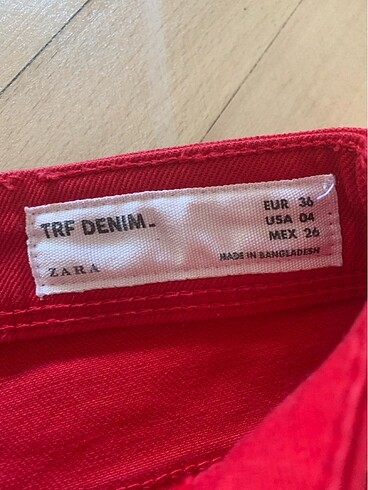 TRF DENIM.
ZARA
EUR 36
USA 04
MEX 26
MADE IN BANGLADESH